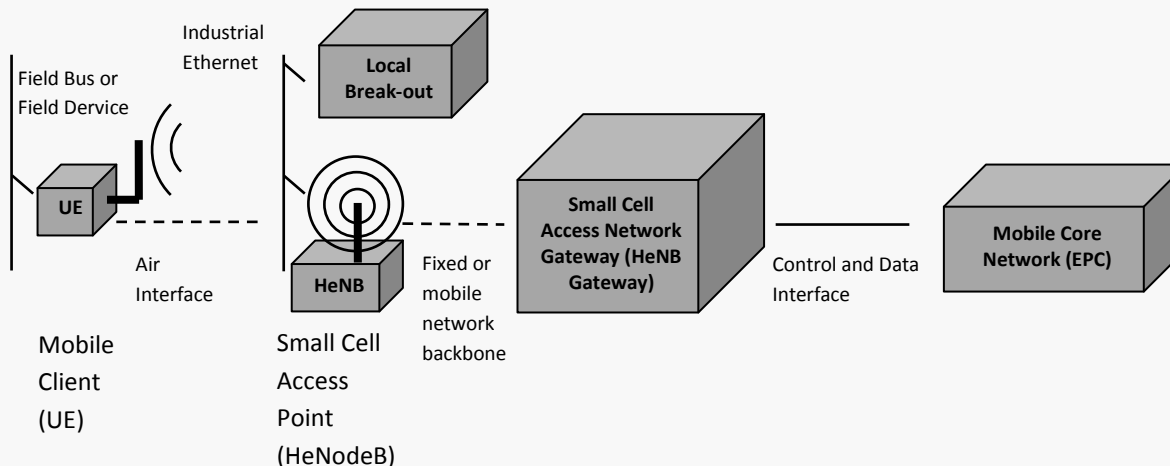 Field Bus or
Field Dervice
UE
Air
Interface
Mobile
Client
(UE)
Industrial
Ethernet
Local
Break-out
HeNB
Small Cell
Access
Point
(HeNodeB)
Fixed or
mobile
network
backbone
Small Cell
Access Network
Gateway (HeNB
Gateway)
Control and Data
Interface
Mobile Core
Network (EPC)